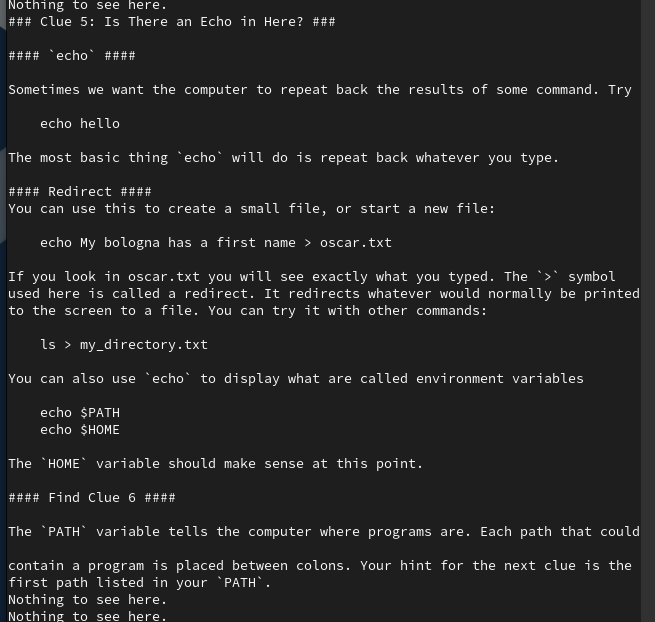 Nothing to see here.
### Clue 5: Is There an Echo in Here? ###
#### `echo` ####
Sometimes we want the computer to repeat back the results of some command. Try
echo hello
The most basic thing `echo` will do is repeat back whatever you type.
#### Redirect ####
You can use this to create a small file, or start a new file:
echo My bologna has a first name > oscar.txt
If you look in oscar.txt you will see exactly what you typed. The `>` symbol
used here is called a redirect. It redirects whatever would normally be printed
to the screen to a file. You can try it with other commands:
ls > my_directory.txt
You can also use `echo` to display what are called environment variables
echo $PATH
echo $HOME
The `HOME` variable should make sense at this point.
#### Find Clue 6 ####
The `PATH` variable tells the computer where programs are. Each path that could
contain a program is placed between colons. Your hint for the next clue is the
first path listed in your `PATH`.
Nothing to see here.
Nothing to see here.